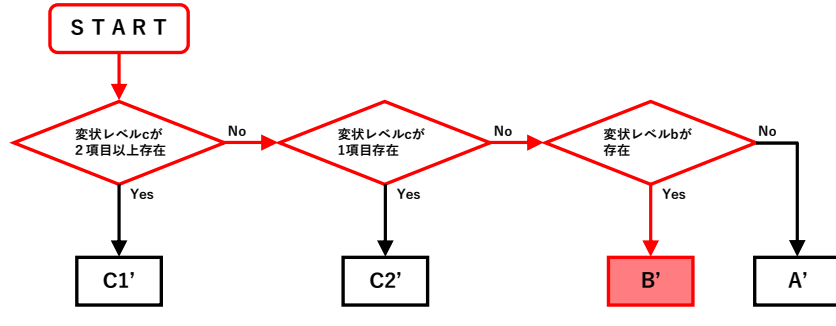 START
変状レベルcが
２項目以上存在
No
変状レベルcが
1項目存在
No
変状レベルbが
存在
No
Yes
Yes
Yes
C1’
C2’
B’
A’